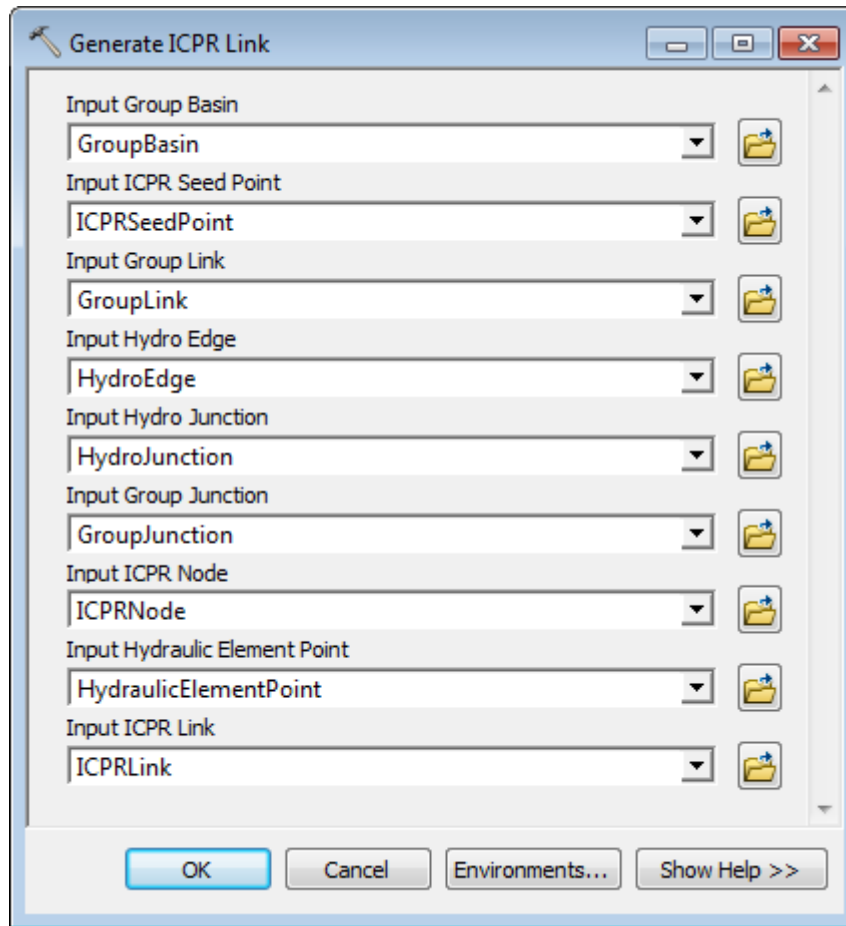 Generate ICPR Link
Input Group Basin
GroupBasin
Input ICPR Seed Point
ICPRSeedPoint
Input Group Link
GroupLink
Input Hydro Edge
HydroEdge
Input Hydro Junction
HydroJunction
Input Group Junction
GroupJunction
Input ICPR Node
ICPRNode
Input Hydraulic Element Point
HydraulicElementPoint
Input ICPR Link
ICPRLink
OK Cancel Environments... Show Help >>